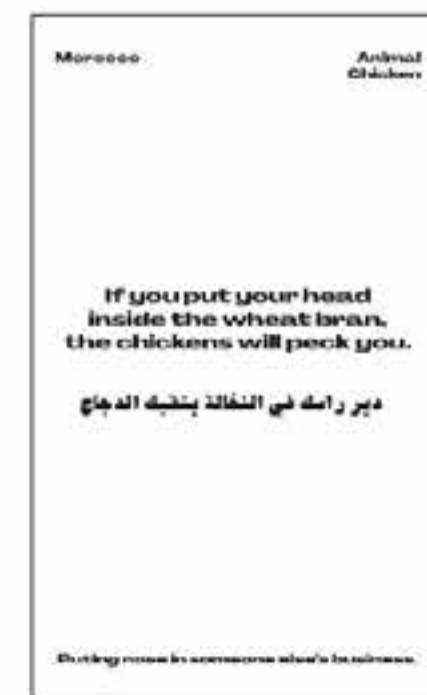 Morocco
Animal
Chicken
If you put your head
inside the wheat bran,
the chickens will peck you.
دير راسك في النخالة ينقبك الدجاج
Puting nose in someone else's business.